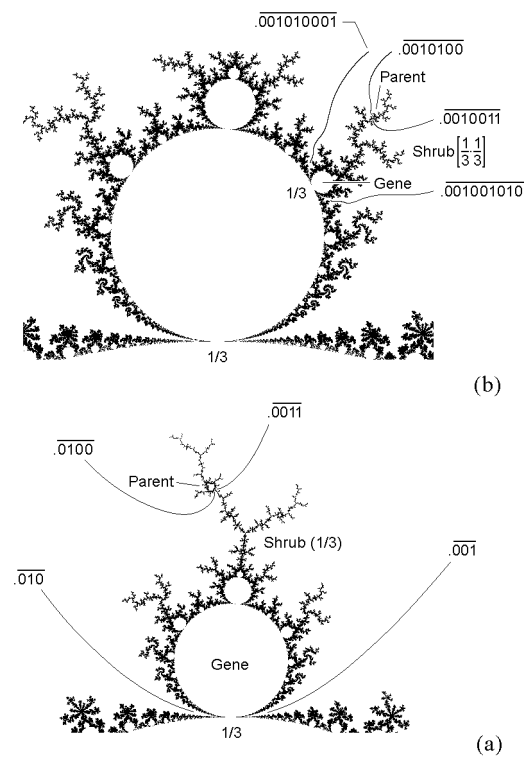 .001010001
.0010100
Parent
.0010011
Shrub[1/3 1/3]
1/3
Gene
.001001010
1/3
(b)
.0011
.0100
Parent
Shrub (1/3)
.001
.010
Gene
1/3
(a)